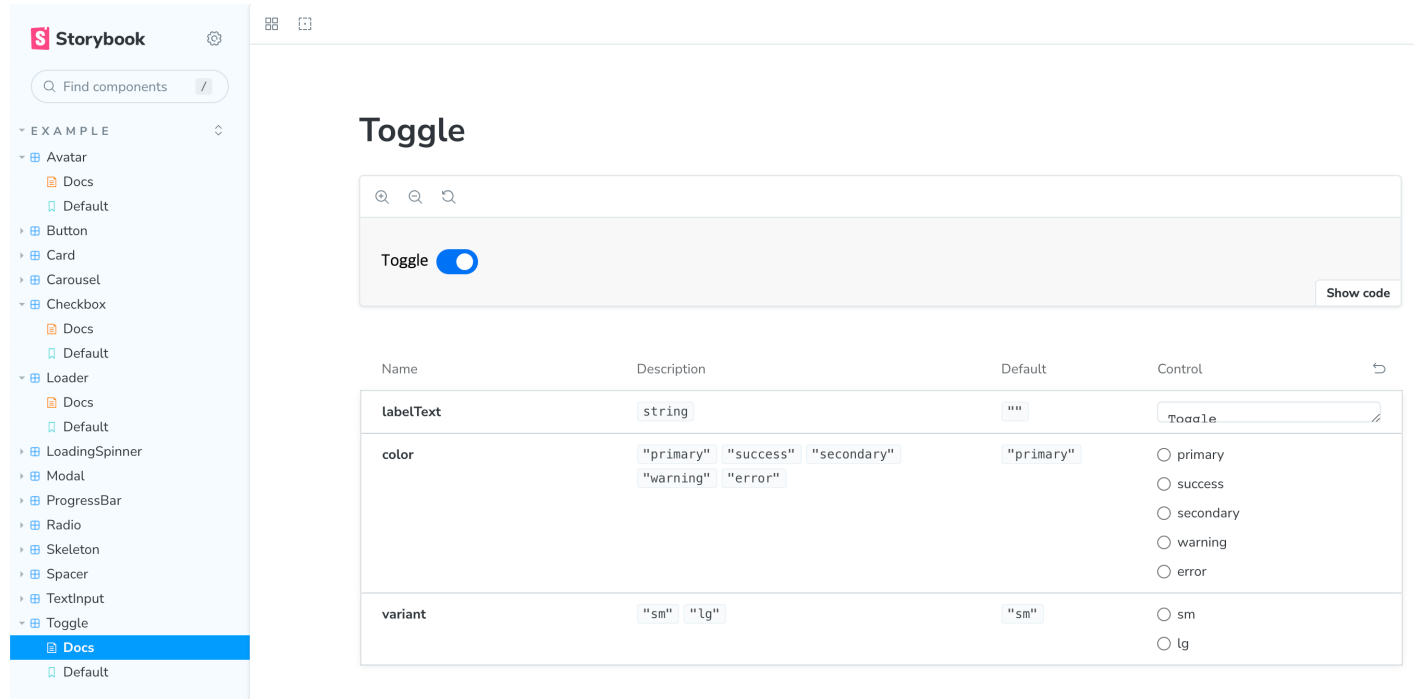 Storybook
Find components /
EXAMPLE
Avatar
Docs
Default
Button
Card
Carousel
Checkbox
Docs
Default
Loader
Docs
Default
LoadingSpinner
Modal
ProgressBar
Radio
Skeleton
Spacer
TextInput
Toggle
Docs
Default
Toggle
Toggle
Show code
Name Description Default Control
labelText string "" Toggle
color "primary" "success" "secondary" "primary" primary
"warning" "error"
success
secondary
warning
error
variant "sm" "lg" "sm" sm
lg